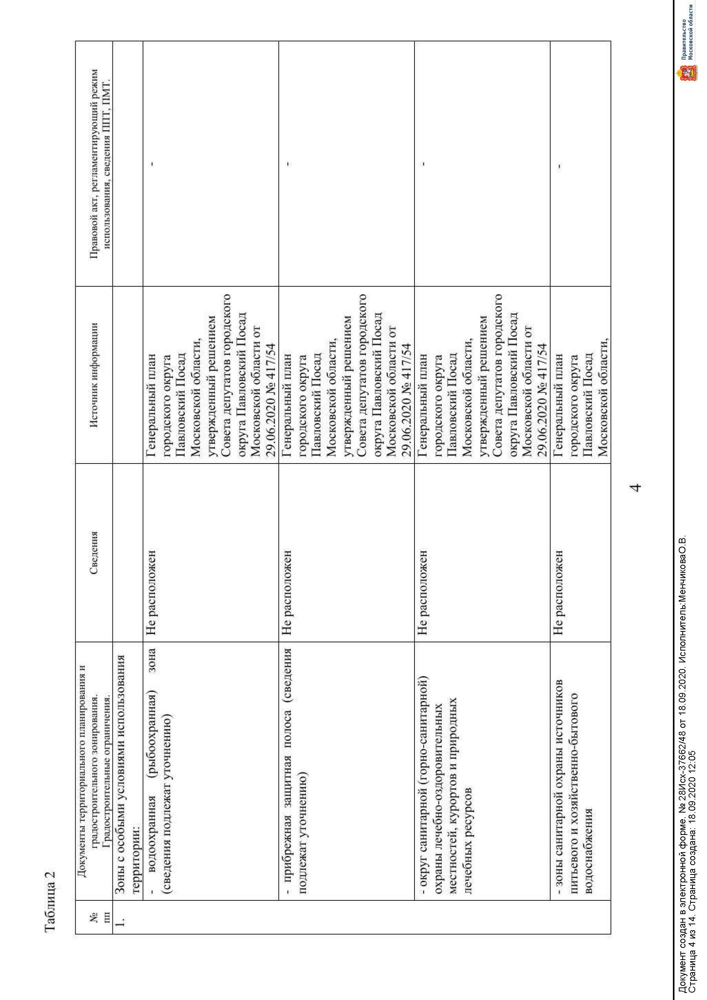 Таблица 2
№
пп
Документы территориального планирования и
градостроительного зонирования.
Градостроительные ограничения.
Сведения
Источник информации
Правовой акт, регламентирующий режим
использования, сведения ППТ, ПМТ.
1.
Зоны с особыми условиями использования
территории:
- водоохранная (рыбоохранная) зона
(сведения подлежат уточнению)
Не расположен
Генеральный план
городского округа
Павловский Посад
Московской области,
утвержденный решением
Совета депутатов городского
округа Павловский Посад
Московской области от
29.06.2020 № 417/54
-
- прибрежная защитная полоса (сведения
подлежат уточнению)
Не расположен
Генеральный план
городского округа
Павловский Посад
Московской области,
утвержденный решением
Совета депутатов городского
округа Павловский Посад
Московской области от
29.06.2020 № 417/54
-
- округ санитарной (горно-санитарной)
охраны лечебно-оздоровительных
местностей, курортов и природных
лечебных ресурсов
Не расположен
Генеральный план
городского округа
Павловский Посад
Московской области,
утвержденный решением
Совета депутатов городского
округа Павловский Посад
Московской области от
29.06.2020 № 417/54
-
- зоны санитарной охраны источников
питьевого и хозяйственно-бытового
водоснабжения
Не расположен
Генеральный план
городского округа
Павловский Посад
Московской области,
-
4
Документ создан в электронной форме. № 28Исх-37662/48 от 18.09.2020. Исполнитель:МенчиковаО.В.
Страница 4 из 14. Страница создана: 18.09.2020 12:05
Правительство
Московской области